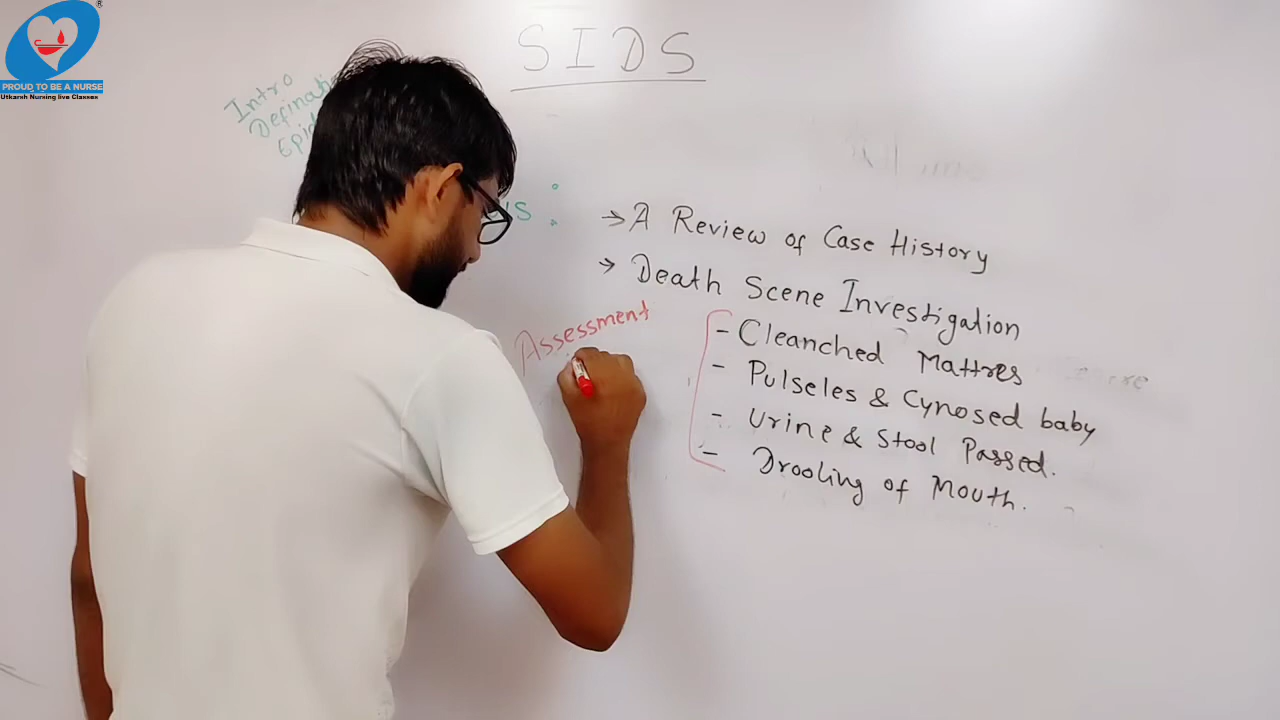 ®
PROUD TO BE A NURSE
Utkarsh Nursing live Classes
SIDS
Intro
→ A Review of Case History
→ Death Scene Investigation
Assessment
- Cleanched Mattres
- Pulseles & Cynosed baby
- Urine & Stool Passed.
- Drooling of Mouth.